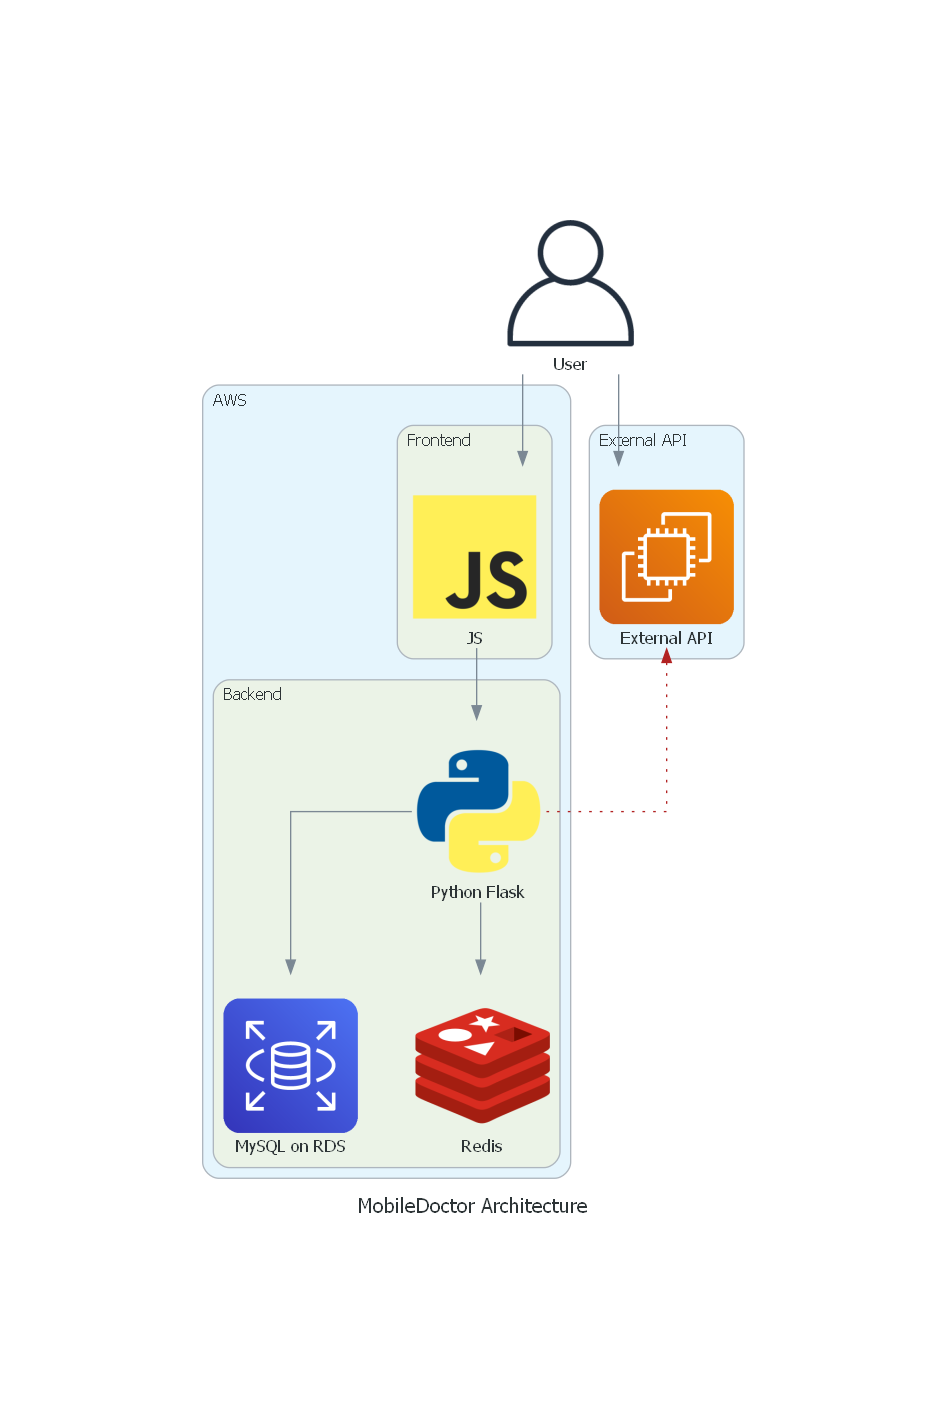 User
AWS
Frontend
External API
JS
JS
External API
Backend
Python Flask
MySQL on RDS
Redis
MobileDoctor Architecture